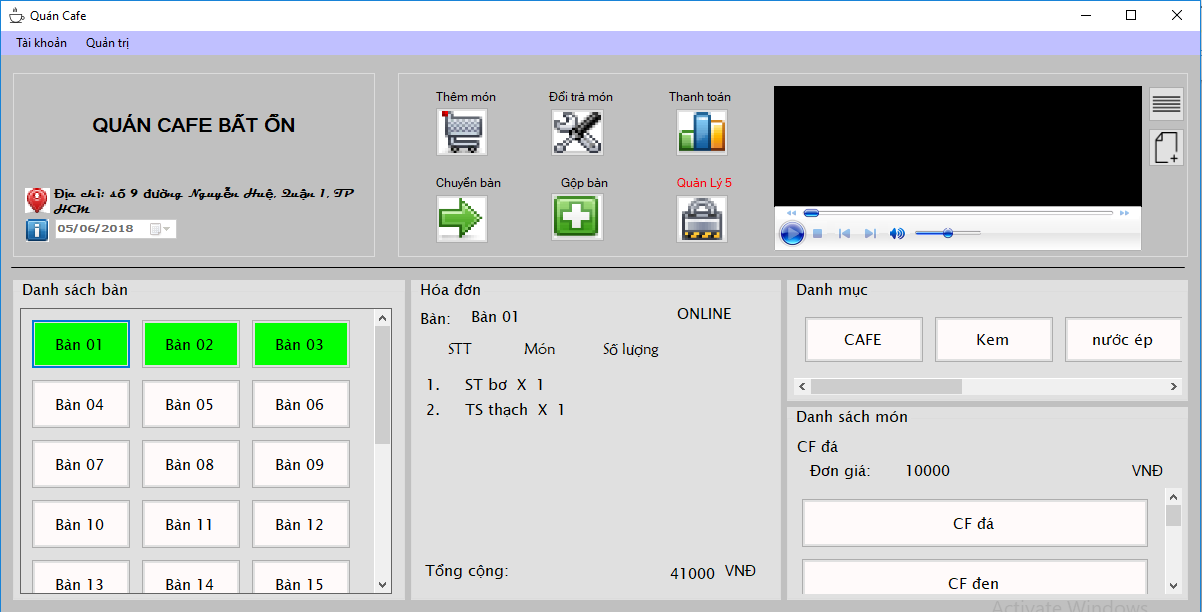 Quán Cafe
Tài khoản Quản trị
QUÁN CAFE BẤT ỔN
Địa chỉ: số 9 đường Nguyễn Huệ, Quận 1, TP
HCM
05/06/2018
Thêm món Đổi trả món Thanh toán
Chuyển bàn Gộp bàn Quản Lý 5
Danh sách bàn
Bàn 01 Bàn 02 Bàn 03
Bàn 04 Bàn 05 Bàn 06
Bàn 07 Bàn 08 Bàn 09
Bàn 10 Bàn 11 Bàn 12
Bàn 13 Bàn 14 Bàn 15
Hóa đơn
Bàn: Bàn 01 ONLINE
STT Món Số lượng
1. ST bơ X 1
2. TS thạch X 1
Tổng cộng: 41000 VNĐ
Danh mục
CAFE Kem nước ép
Danh sách món
CF đá
Đơn giá: 10000 VNĐ
CF đá
CF đen
Activate Windows